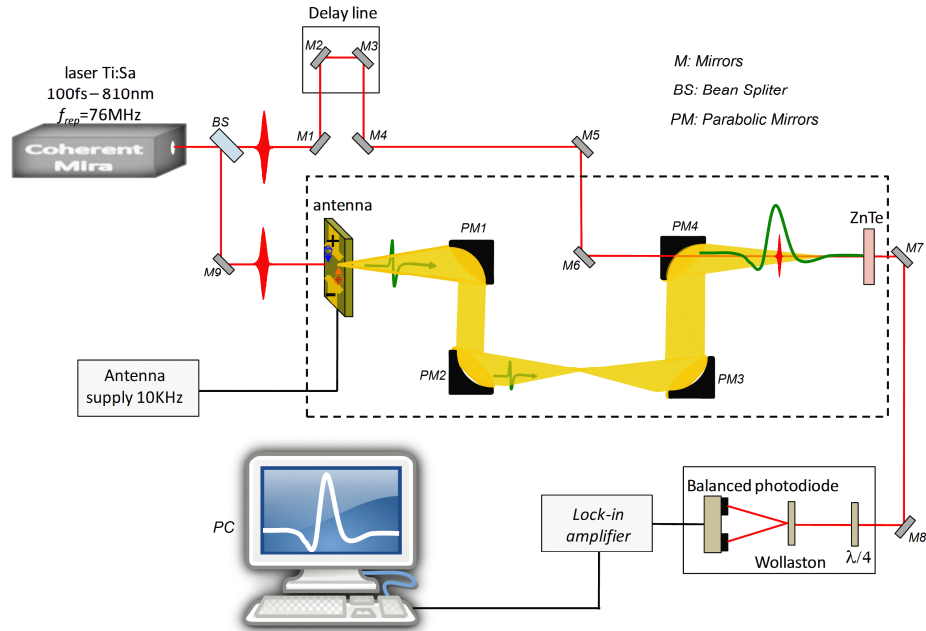 Delay line
M2
M3
laser Ti:Sa
100fs – 810nm
frep=76MHz
BS
M1
M4
M5
M: Mirrors
BS: Bean Spliter
PM: Parabolic Mirrors
Coherent
Mira
antenna
+
-
PM1
PM4
ZnTe
M9
M6
M7
PM2
PM3
Antenna
supply 10KHz
PC
Lock-in
amplifier
Balanced photodiode
Wollaston
λ/4
M8